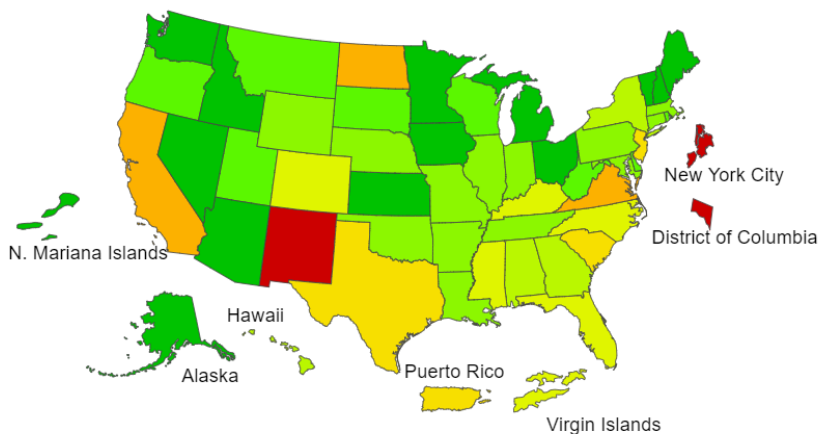 New York City
District of Columbia
N. Mariana Islands
Hawaii
Alaska
Puerto Rico
Virgin Islands